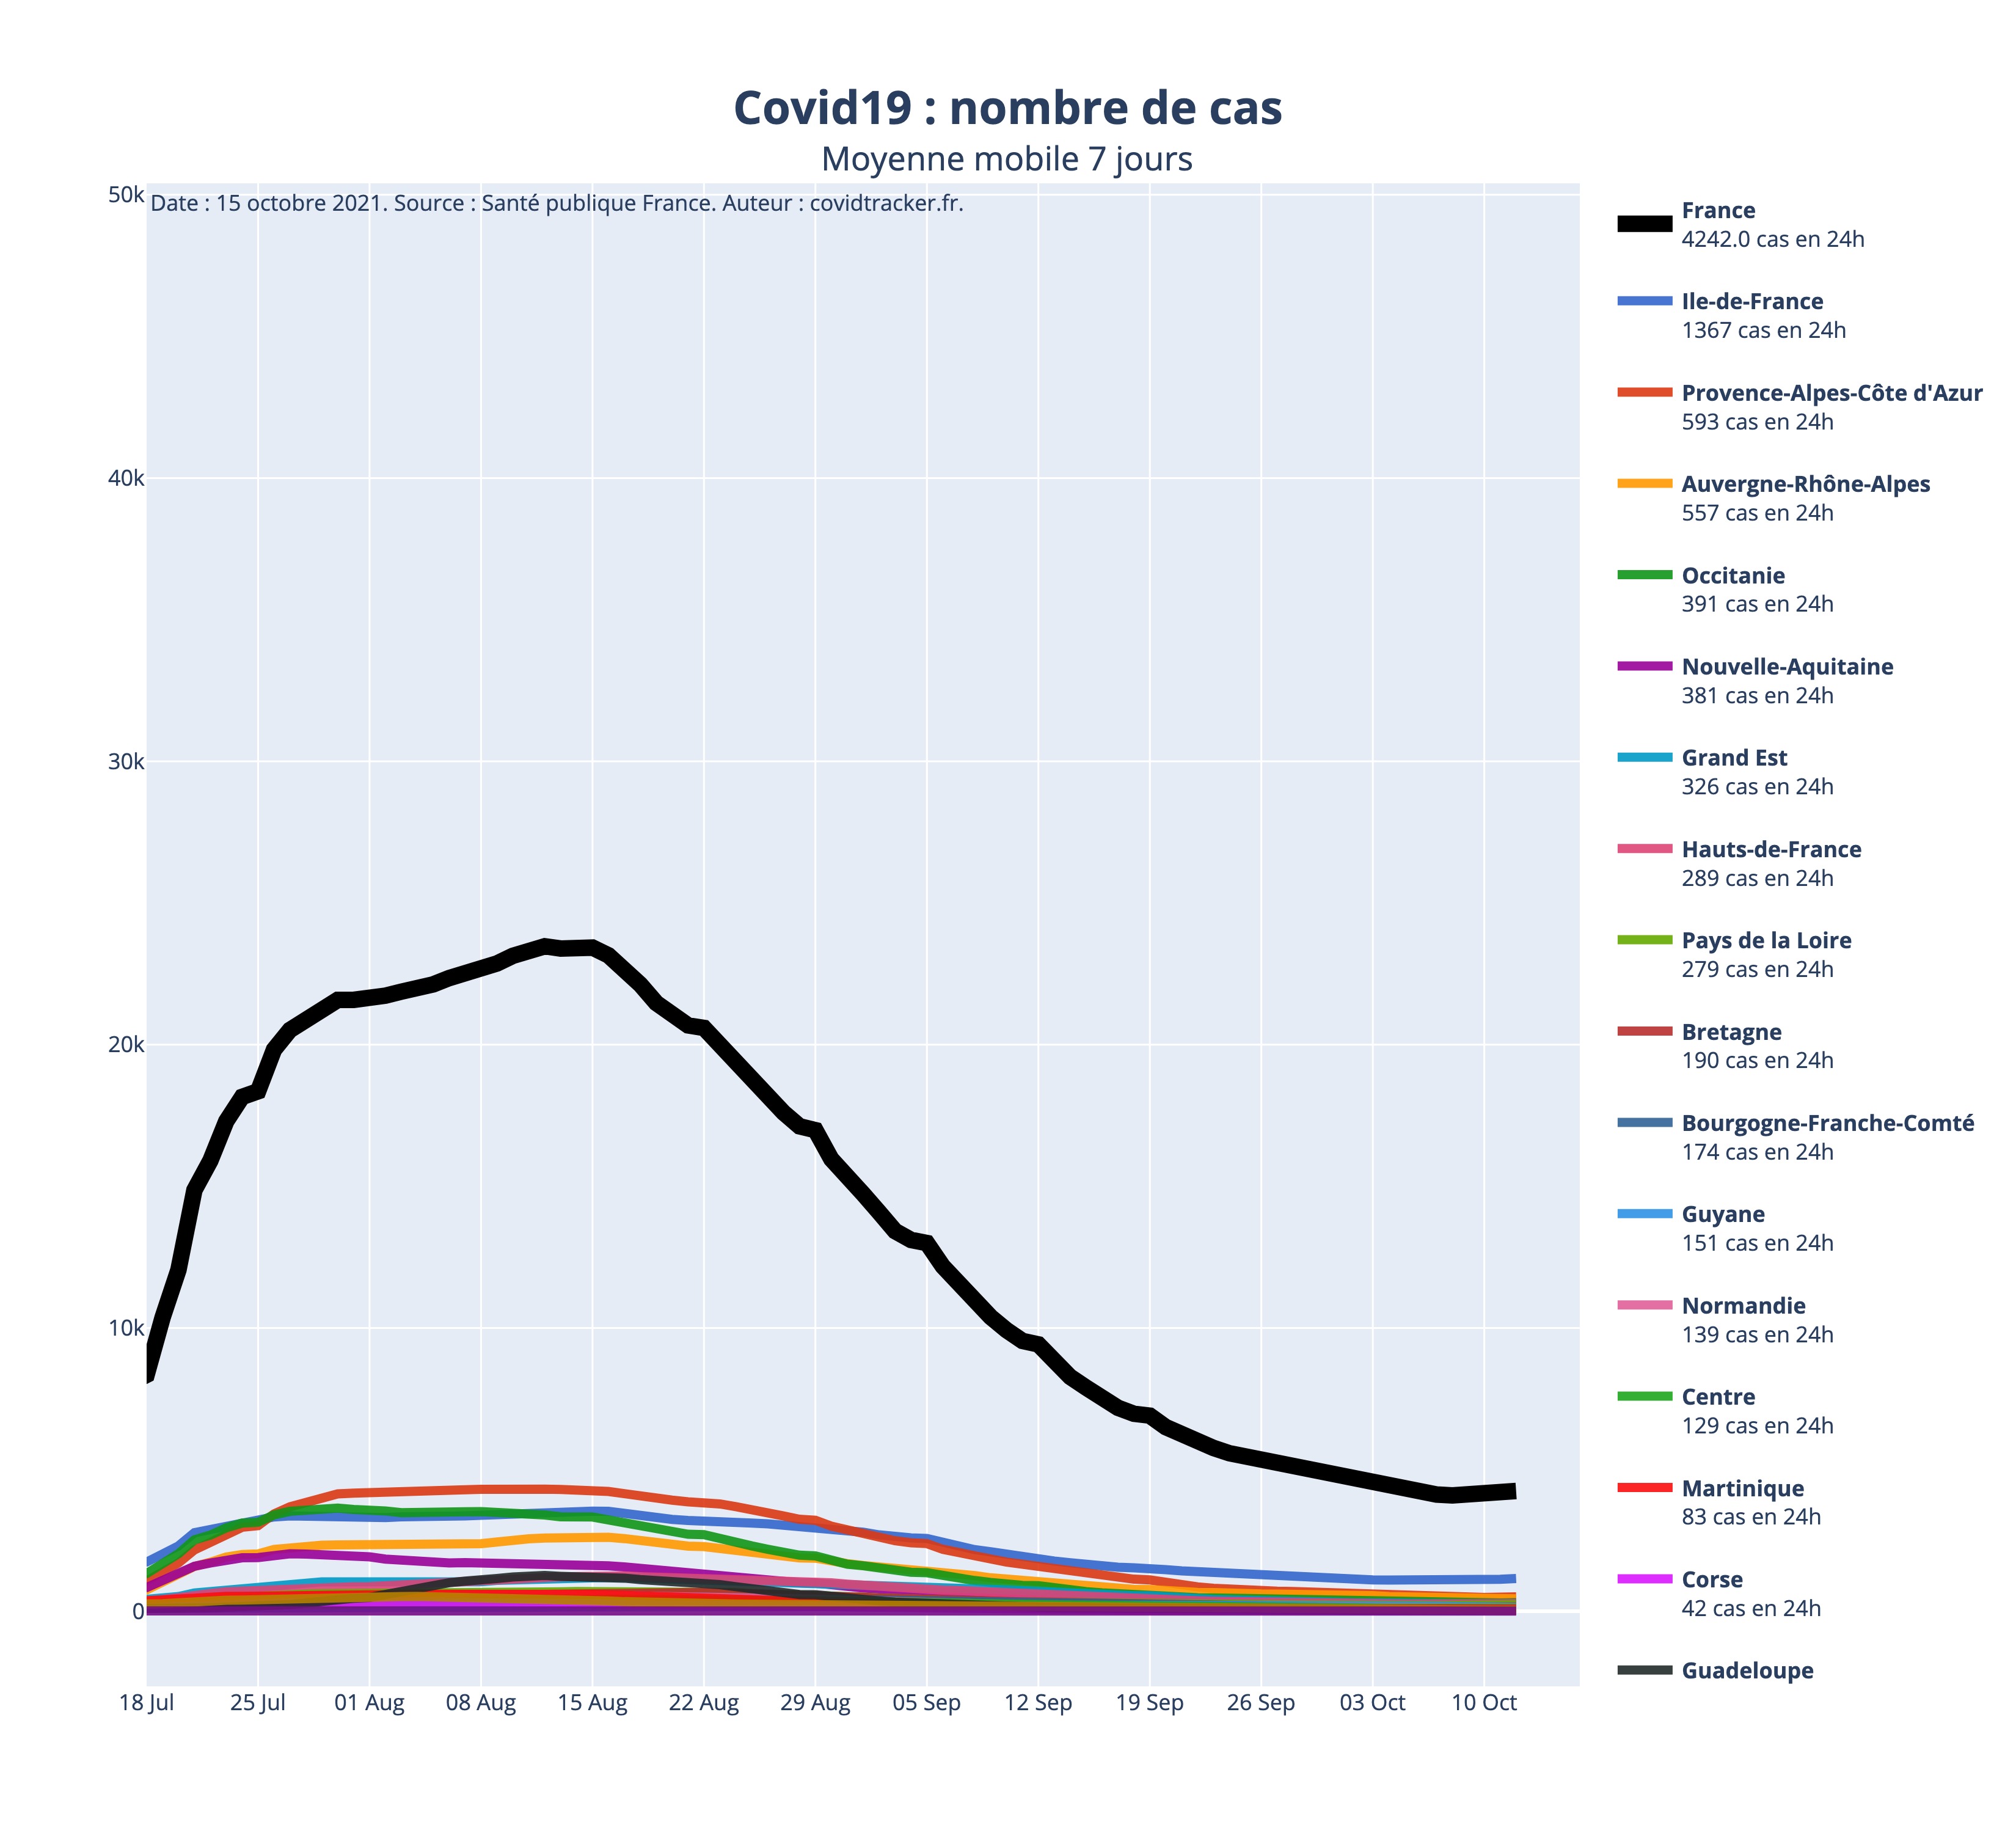 Covid19 : nombre de cas
Moyenne mobile 7 jours
Date : 15 octobre 2021. Source : Santé publique France. Auteur : covidtracker.fr.
50k
40k
30k
20k
10k
0
18 Jul
25 Jul
01 Aug
08 Aug
15 Aug
22 Aug
29 Aug
05 Sep
12 Sep
19 Sep
26 Sep
03 Oct
10 Oct
France
4242.0 cas en 24h
Ile-de-France
1367 cas en 24h
Provence-Alpes-Côte d'Azur
593 cas en 24h
Auvergne-Rhône-Alpes
557 cas en 24h
Occitanie
391 cas en 24h
Nouvelle-Aquitaine
381 cas en 24h
Grand Est
326 cas en 24h
Hauts-de-France
289 cas en 24h
Pays de la Loire
279 cas en 24h
Bretagne
190 cas en 24h
Bourgogne-Franche-Comté
174 cas en 24h
Guyane
151 cas en 24h
Normandie
139 cas en 24h
Centre
129 cas en 24h
Martinique
83 cas en 24h
Corse
42 cas en 24h
Guadeloupe